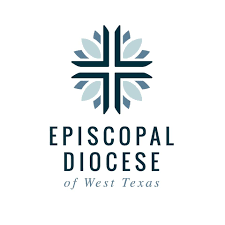 EPISCOPAL
DIOCESE
of West Texas